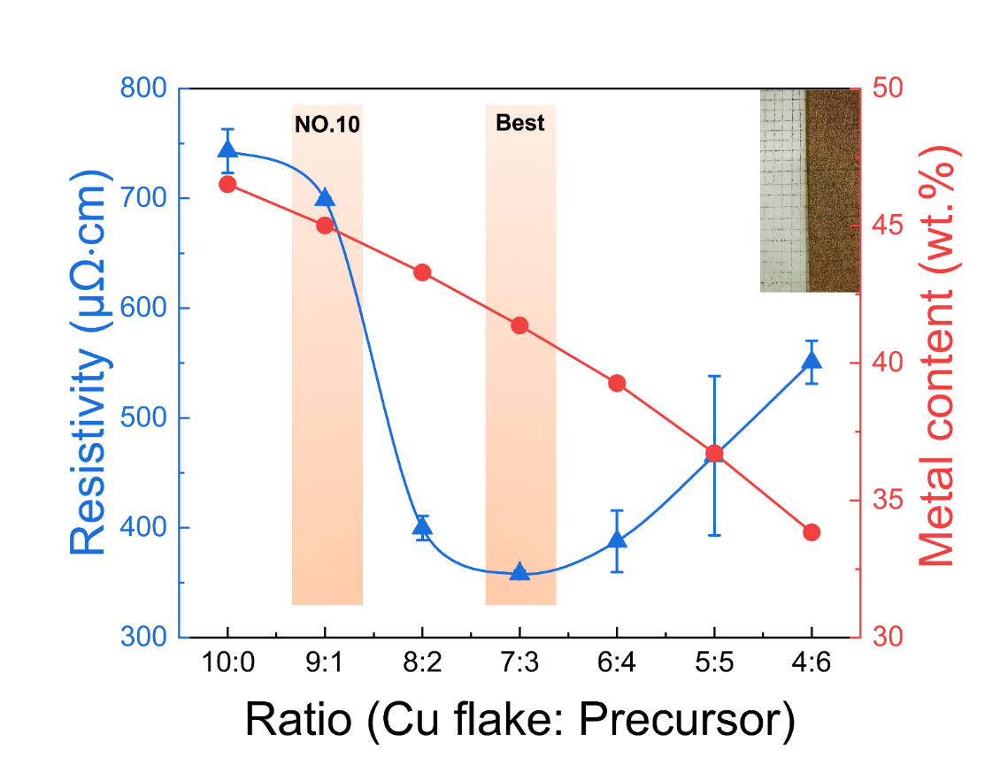 800
700
600
500
400
300
Resistivity (μΩ·cm)
NO.10
Best
50
45
40
35
30
Metal content (wt.%)
10:0 9:1 8:2 7:3 6:4 5:5 4:6
Ratio (Cu flake: Precursor)